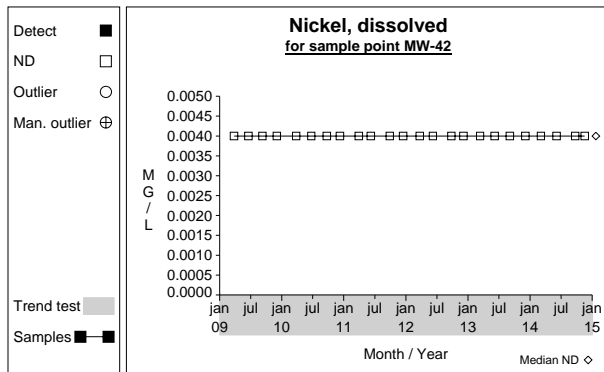 Detect
ND
Outlier
Man. outlier
Trend test
Samples
Nickel, dissolved
for sample point MW-42
M
G
/
L
0.0050
0.0045
0.0040
0.0035
0.0030
0.0025
0.0020
0.0015
0.0010
0.0005
0.0000
jan jul jan jul jan jul jan jul jan jul jan jul jan
09 10 11 12 13 14 15
Month / Year
Median ND